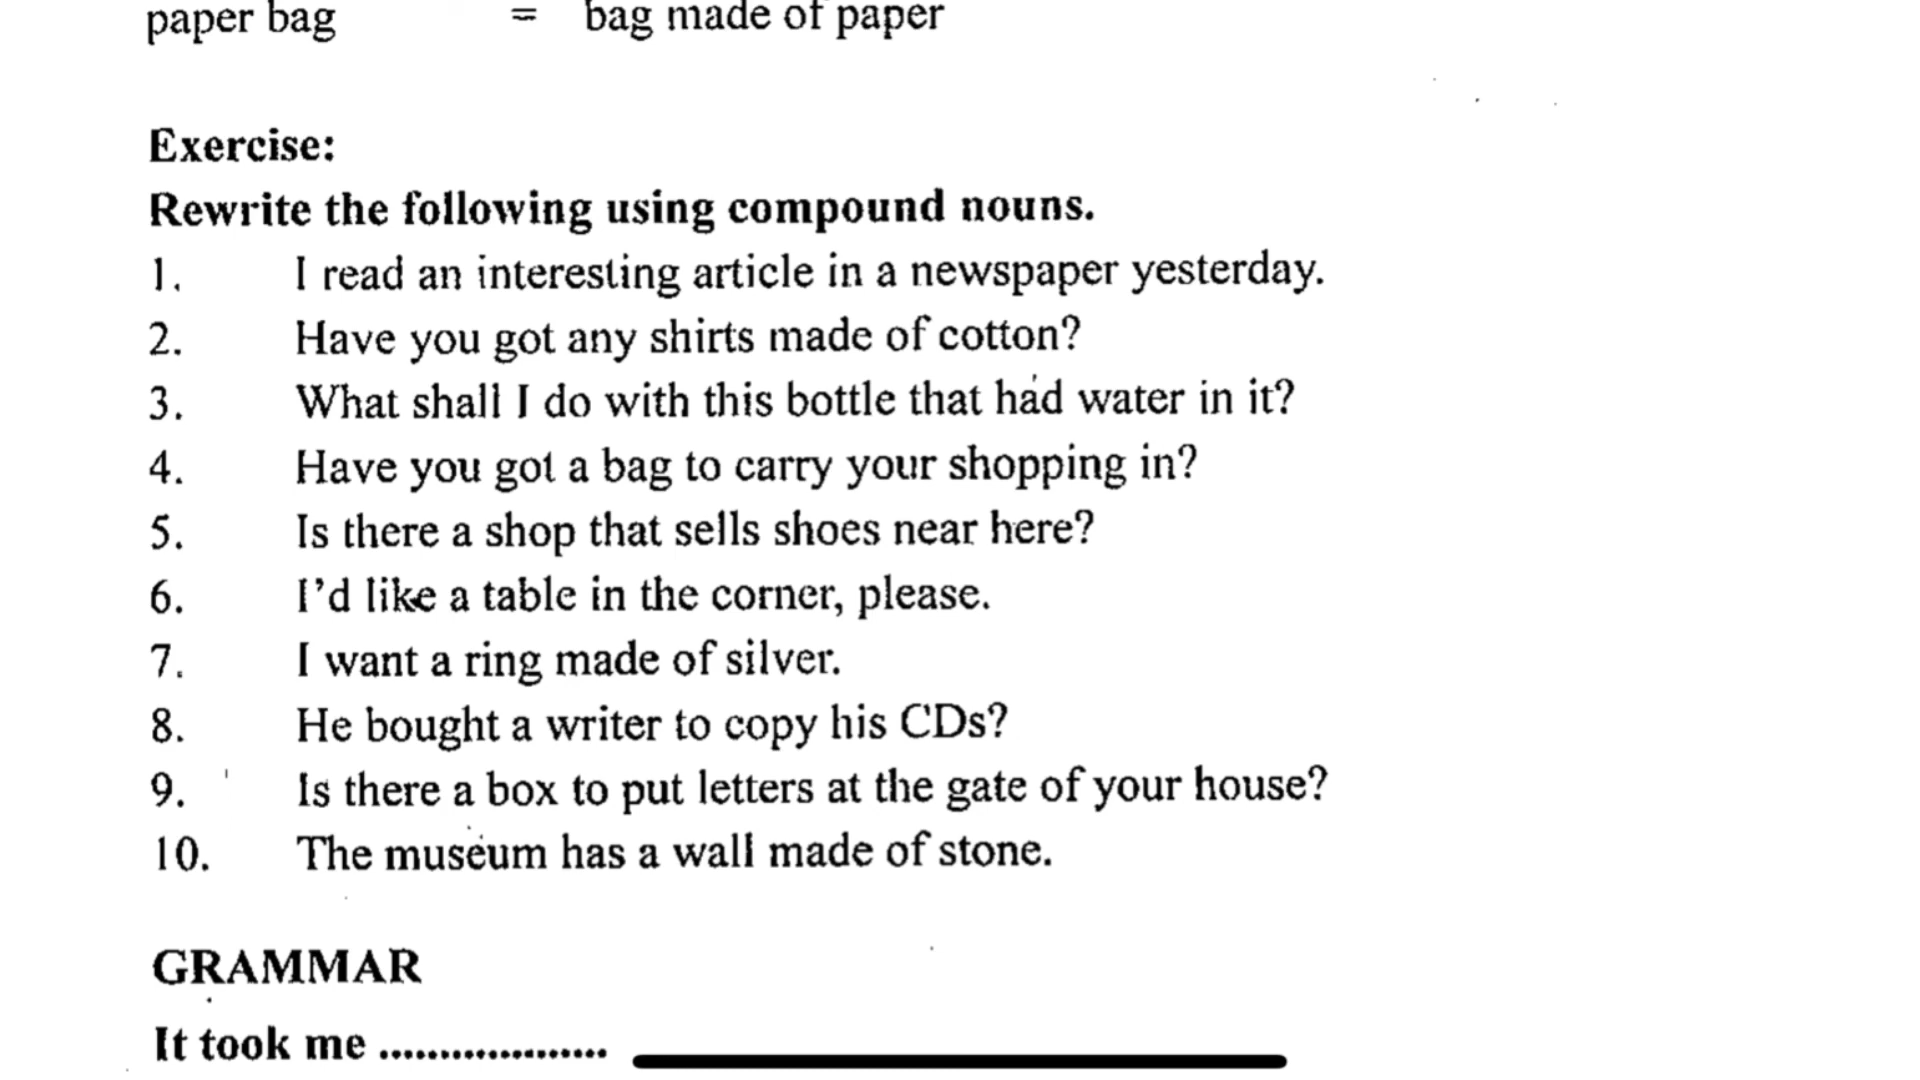 paper bag = bag made of paper
Exercise:
Rewrite the following using compound nouns.
1. I read an interesting article in a newspaper yesterday.
2. Have you got any shirts made of cotton?
3. What shall I do with this bottle that had water in it?
4. Have you got a bag to carry your shopping in?
5. Is there a shop that sells shoes near here?
6. I'd like a table in the corner, please.
7. I want a ring made of silver.
8. He bought a writer to copy his CDs?
9. Is there a box to put letters at the gate of your house?
10. The museum has a wall made of stone.
GRAMMAR
It took me ...................